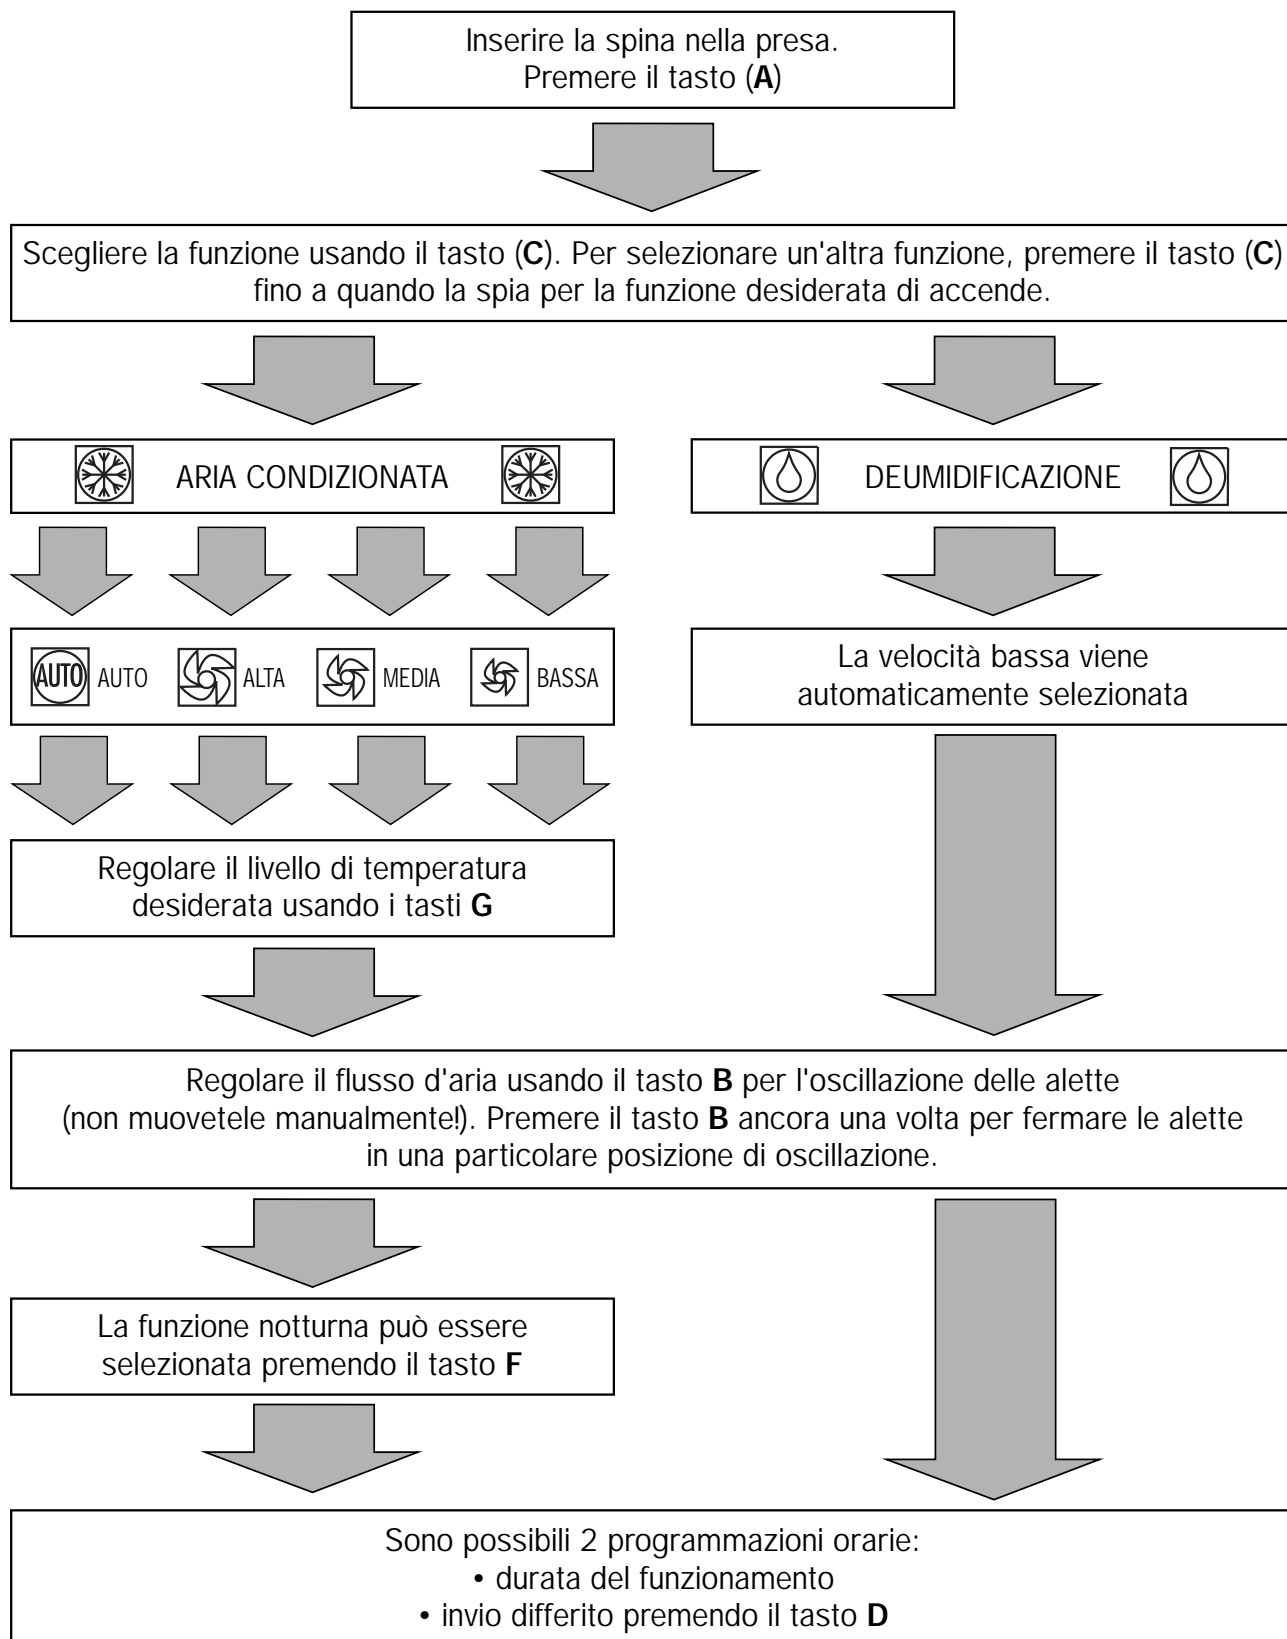 Inserire la spina nella presa.
Premere il tasto (A)
Scegliere la funzione usando il tasto (C). Per selezionare un'altra funzione, premere il tasto (C)
fino a quando la spia per la funzione desiderata di accende.
ARIA CONDIZIONATA
DEUMIDIFICAZIONE
AUTO AUTO ALTA MEDIA BASSA
La velocità bassa viene
automaticamente selezionata
Regolare il livello di temperatura
desiderata usando i tasti G
Regolare il flusso d'aria usando il tasto B per l'oscillazione delle alette
(non muovetele manualmente!). Premere il tasto B ancora una volta per fermare le alette
in una particolare posizione di oscillazione.
La funzione notturna può essere
selezionata premendo il tasto F
Sono possibili 2 programmazioni orarie:
• durata del funzionamento
• invio differito premendo il tasto D